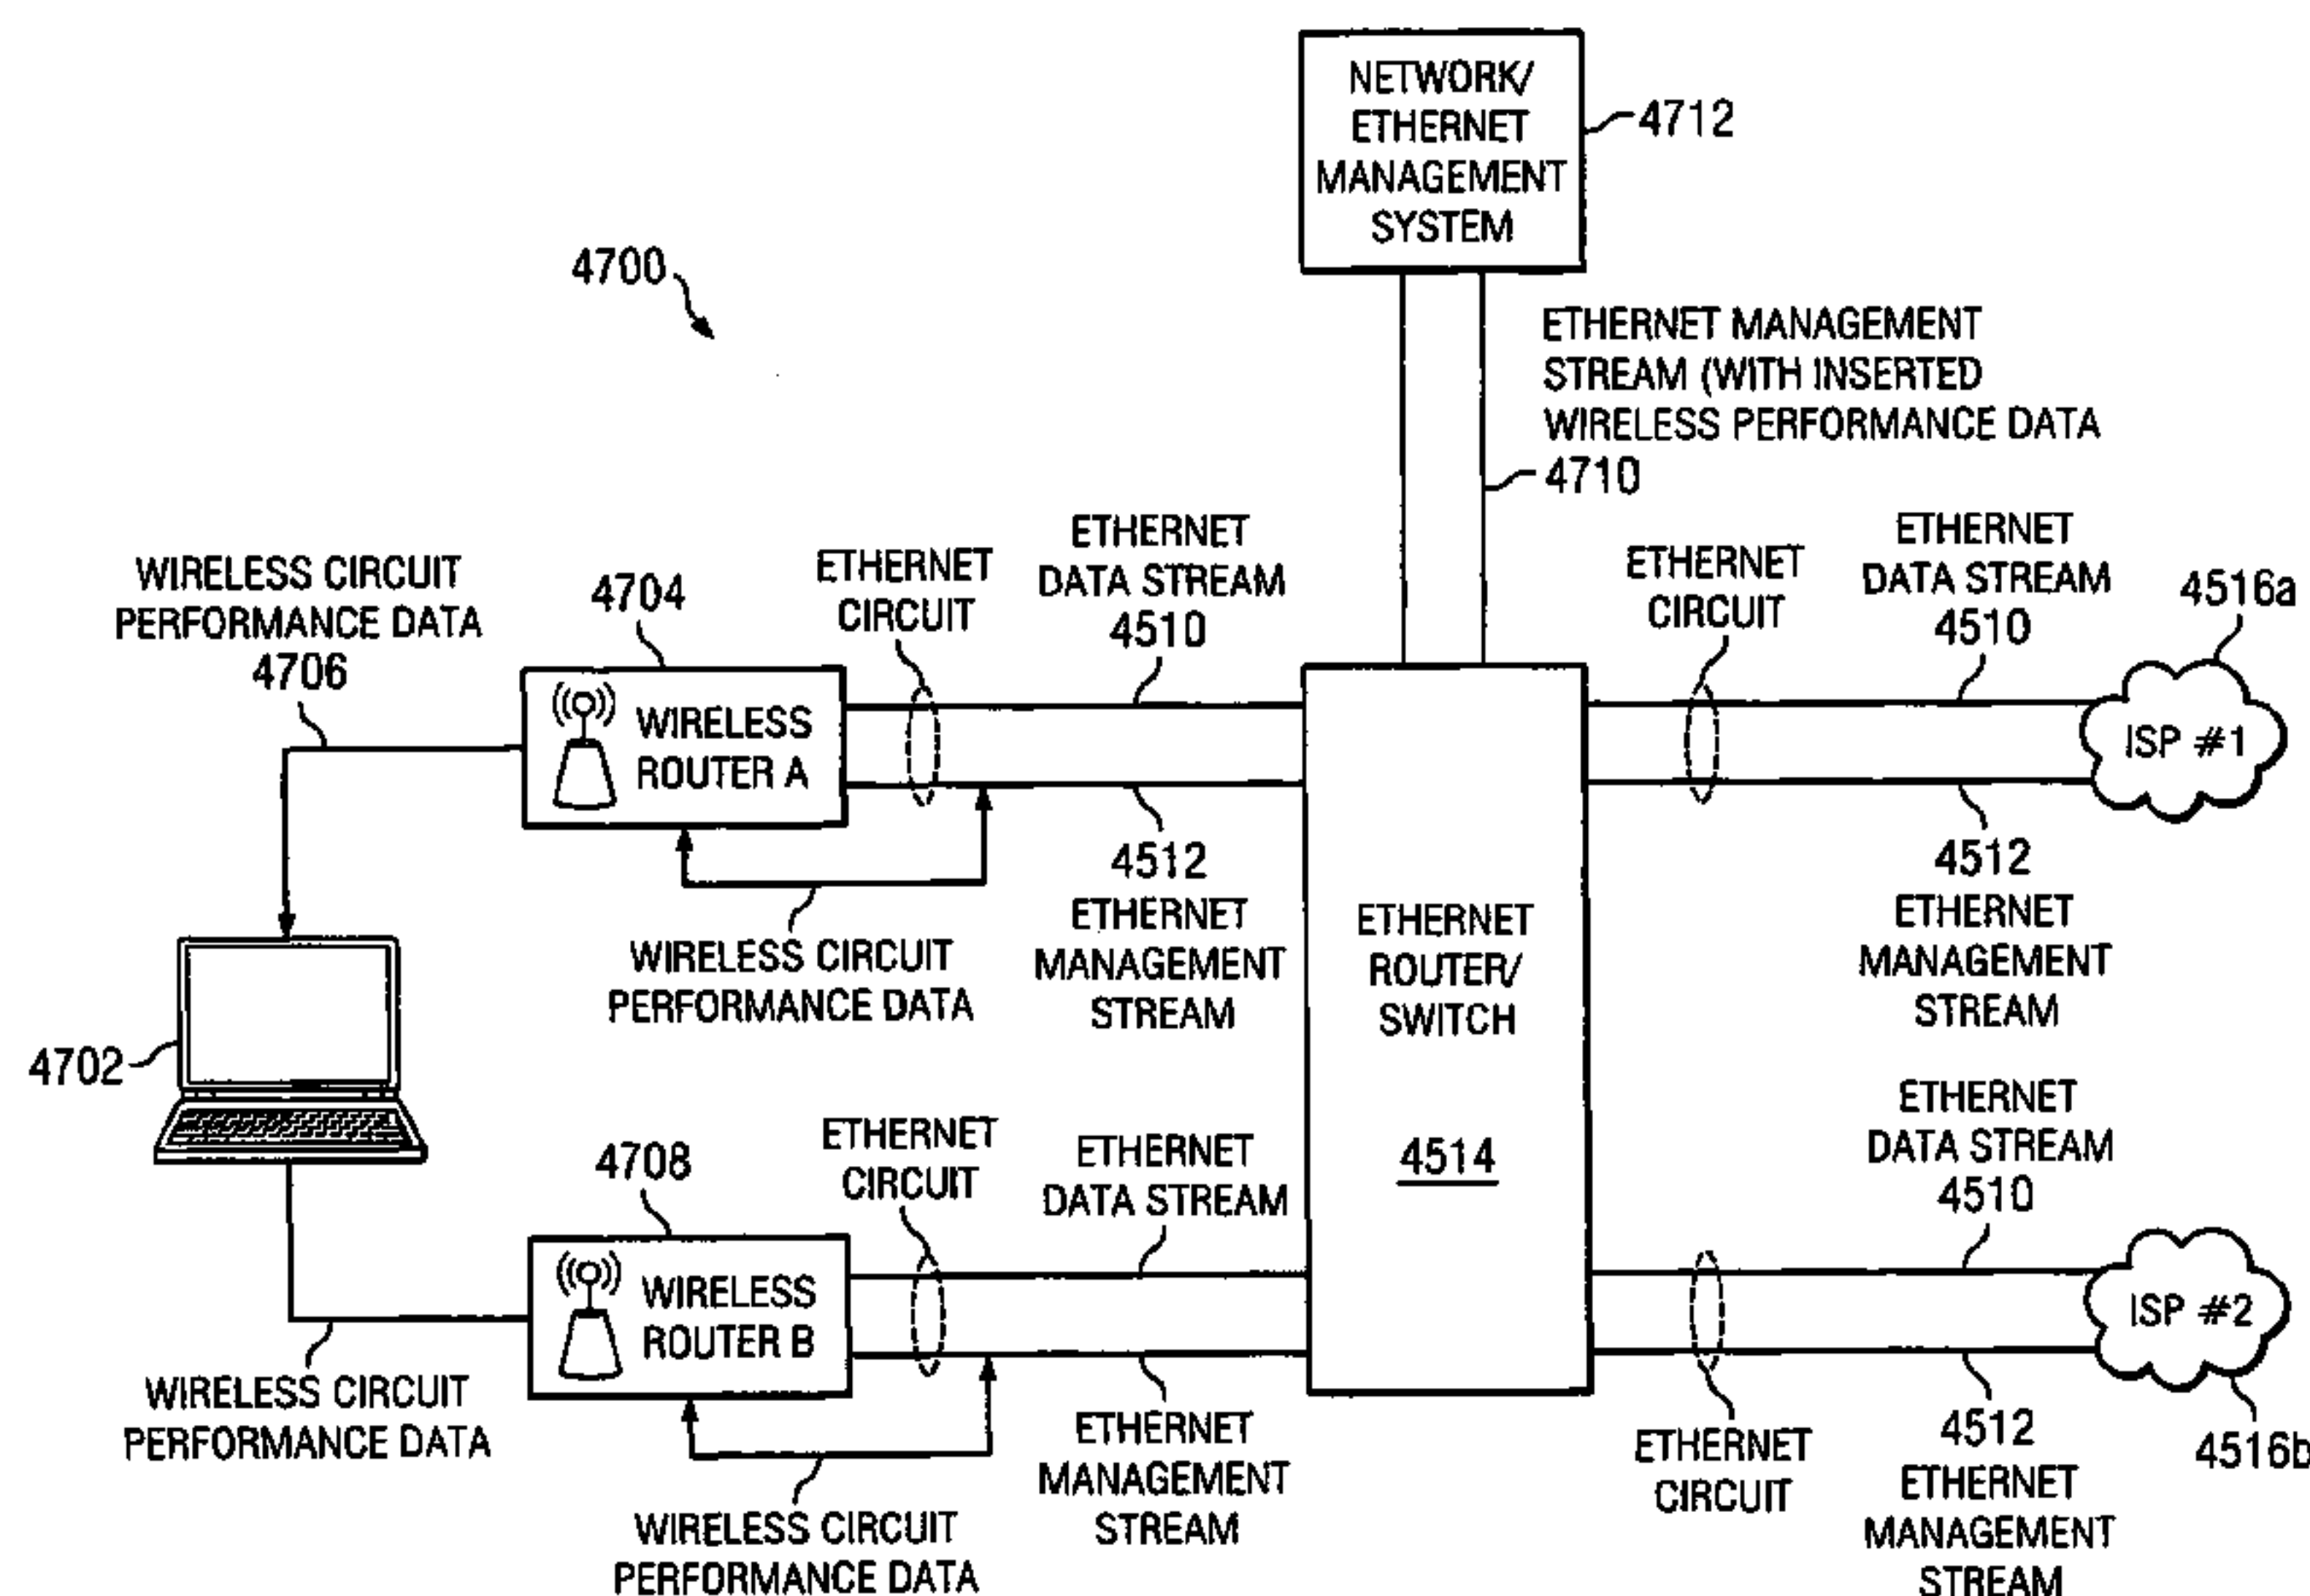 NETWORK/
ETHERNET
MANAGEMENT
SYSTEM
4712
4700
ETHERNET MANAGEMENT
STREAM (WITH INSERTED
WIRELESS PERFORMANCE DATA
4710
WIRELESS CIRCUIT
PERFORMANCE DATA
4706
4704
ETHERNET
CIRCUIT
ETHERNET
DATA STREAM
4510
ETHERNET
CIRCUIT
ETHERNET
DATA STREAM
4510
4516a
WIRELESS
ROUTER A
ISP #1
4512
ETHERNET
MANAGEMENT
STREAM
WIRELESS CIRCUIT
PERFORMANCE DATA
ETHERNET
ROUTER/
SWITCH
4514
4512
ETHERNET
MANAGEMENT
STREAM
4702
4708
ETHERNET
CIRCUIT
ETHERNET
DATA STREAM
ETHERNET
DATA STREAM
4510
WIRELESS
ROUTER B
ISP #2
WIRELESS CIRCUIT
PERFORMANCE DATA
WIRELESS CIRCUIT
PERFORMANCE DATA
ETHERNET
MANAGEMENT
STREAM
ETHERNET
CIRCUIT
4512
ETHERNET
MANAGEMENT
STREAM
4516b